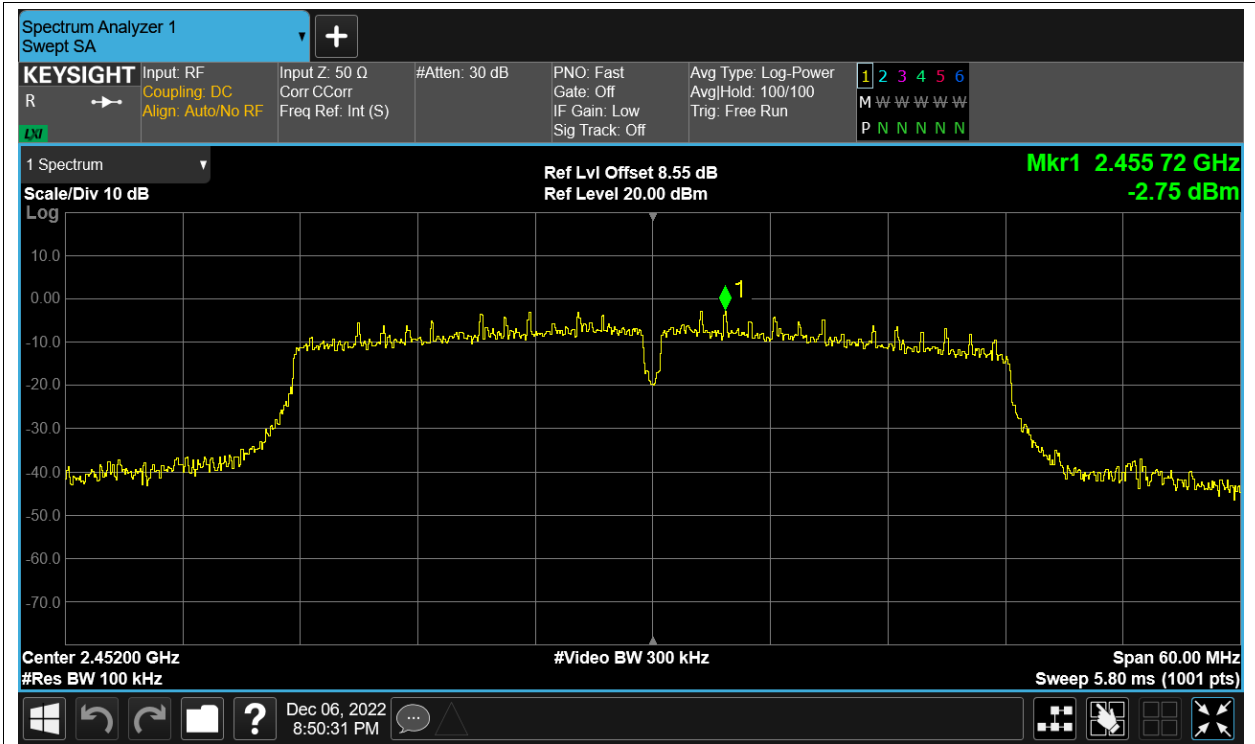 Spectrum Analyzer 1
Swept SA
+
KEYSIGHT
R
LXI
Input: RF
Coupling: DC
Align: Auto/No RF
Input Z: 50 Ω
Corr CCorr
Freq Ref: Int (S)
#Atten: 30 dB
PNO: Fast
Gate: Off
IF Gain: Low
Sig Track: Off
Avg Type: Log-Power
Avg|Hold: 100/100
Trig: Free Run
1 2 3 4 5 6
M W W W W W
P N N N N N
1 Spectrum
Scale/Div 10 dB
Log
Ref Lvl Offset 8.55 dB
Ref Level 20.00 dBm
Mkr1 2.455 72 GHz
-2.75 dBm
1
10.0
0.00
-10.0
-20.0
-30.0
-40.0
-50.0
-60.0
-70.0
Center 2.45200 GHz
#Res BW 100 kHz
#Video BW 300 kHz
Span 60.00 MHz
Sweep 5.80 ms (1001 pts)
?
Dec 06, 2022
8:50:31 PM